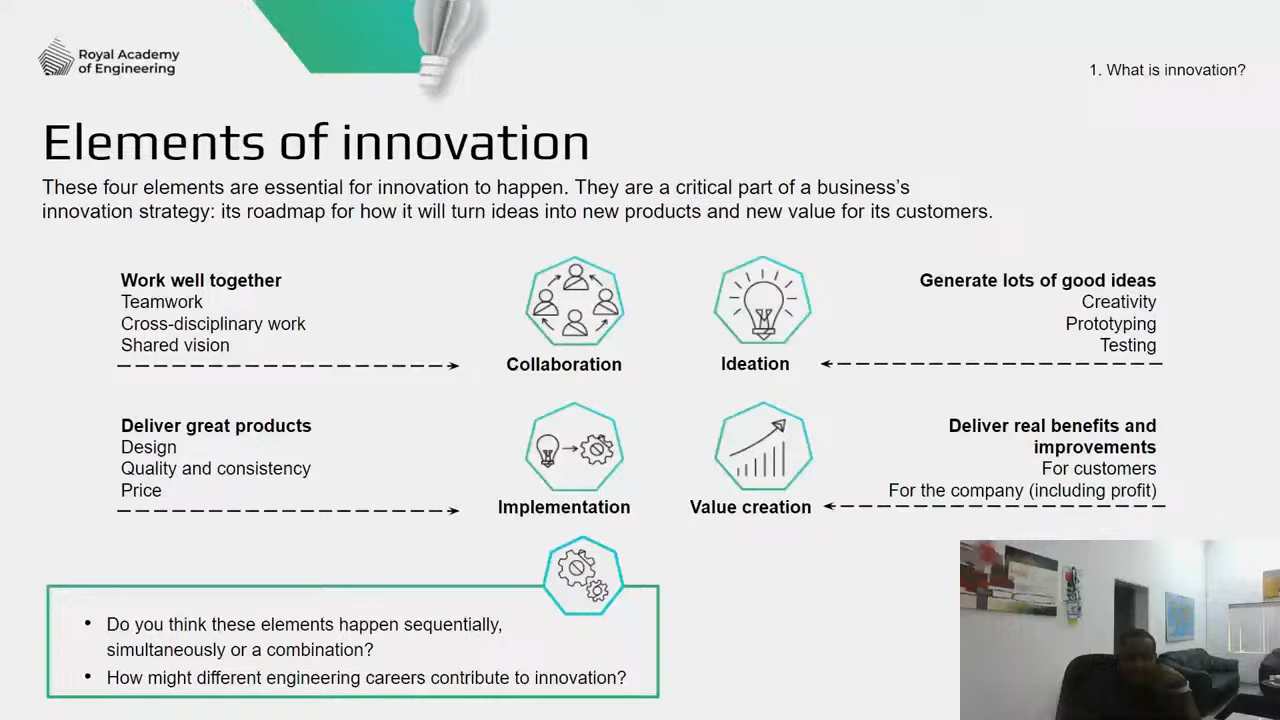 Royal Academy
of Engineering
1. What is innovation?
Elements of innovation
These four elements are essential for innovation to happen. They are a critical part of a business’s
innovation strategy: its roadmap for how it will turn ideas into new products and new value for its customers.
Work well together
Teamwork
Cross-disciplinary work
Shared vision
Collaboration
Ideation
Generate lots of good ideas
Creativity
Prototyping
Testing
Deliver great products
Design
Quality and consistency
Price
Implementation
Value creation
Deliver real benefits and
improvements
For customers
For the company (including profit)
• Do you think these elements happen sequentially,
simultaneously or a combination?
• How might different engineering careers contribute to innovation?